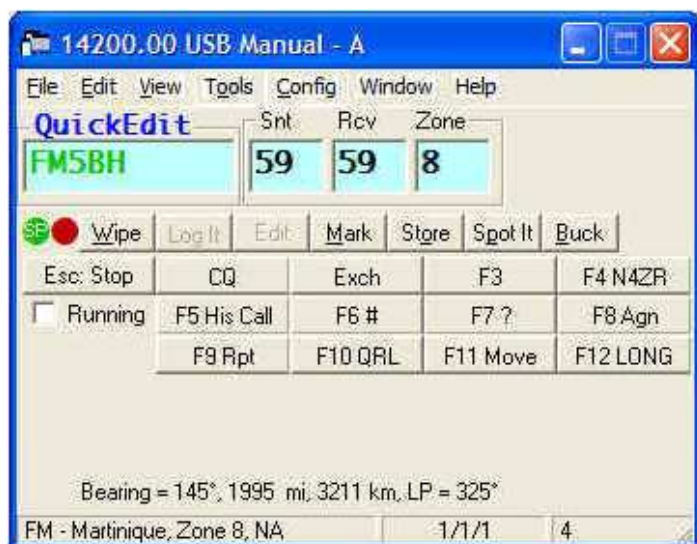 14200.00 USB Manual - A
File Edit View Tools Config Window Help
QuickEdit Snt Rcv Zone
FM5BH 59 59 8
SP Wipe Log It Edit Mark Store Spot It Buck
Esc: Stop CQ Exch F3 F4 N4ZR
Running F5 His Call F6 # F7 ? F8 Agn
F9 Rpt F10 QRL F11 Move F12 LONG
Bearing = 145°, 1995 mi, 3211 km, LP = 325°
FM - Martinique, Zone 8, NA 1/1/1 4